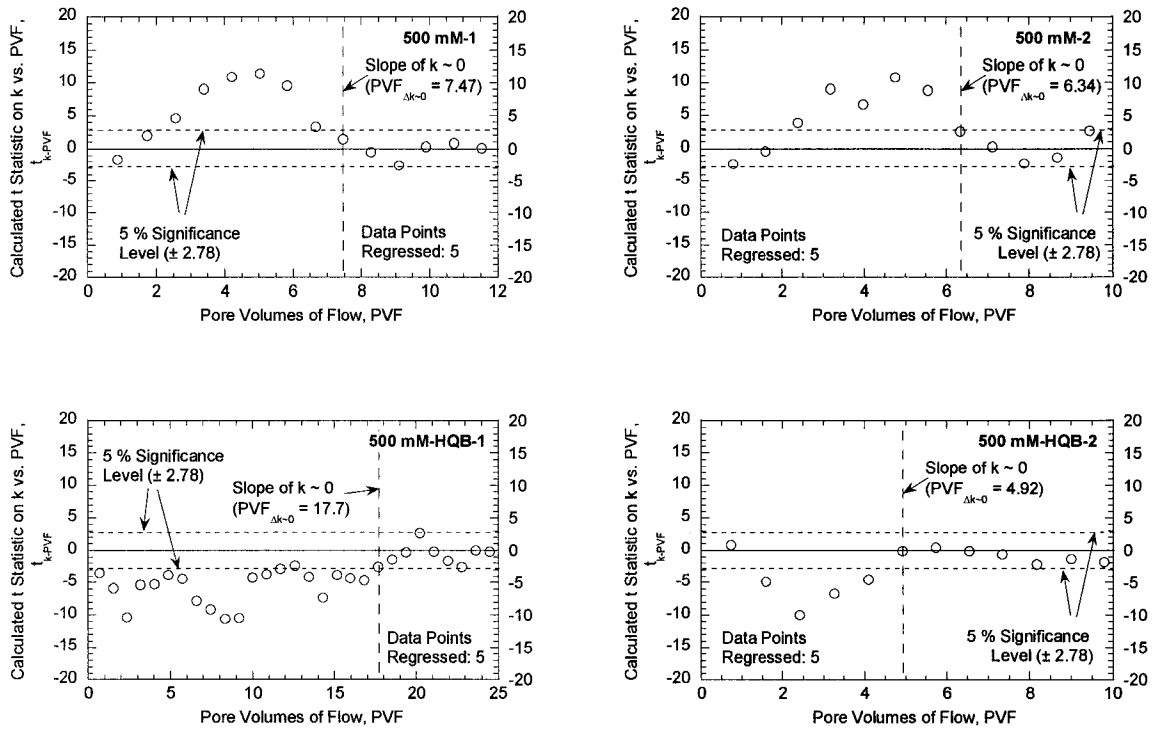 20
15
10
5
0
-5
-10
-15
-20
20
15
10
5
0
-5
-10
-15
-20
0
2
4
6
8
10
12
Calculated t Statistic on k vs. PVF,
t k-PVF
Pore Volumes of Flow, PVF
500 mM-1
Slope of k ~ 0
(PVF Δk~0 = 7.47)
5 % Significance
Level (± 2.78)
Data Points
Regressed: 5
20
15
10
5
0
-5
-10
-15
-20
20
15
10
5
0
-5
-10
-15
-20
0
2
4
6
8
10
Calculated t Statistic on k vs. PVF,
t k-PVF
Pore Volumes of Flow, PVF
500 mM-2
Slope of k ~ 0
(PVF Δk~0 = 6.34)
Data Points
Regressed: 5
5 % Significance
Level (± 2.78)
20
15
10
5
0
-5
-10
-15
-20
20
15
10
5
0
-5
-10
-15
-20
0
5
10
15
20
25
Calculated t Statistic on k vs. PVF,
t k-PVF
Pore Volumes of Flow, PVF
500 mM-HQB-1
5 % Significance
Level (± 2.78)
Slope of k ~ 0
(PVF Δk~0 = 17.7)
Data Points
Regressed: 5
20
15
10
5
0
-5
-10
-15
-20
20
15
10
5
0
-5
-10
-15
-20
0
2
4
6
8
10
Calculated t Statistic on k vs. PVF,
t k-PVF
Pore Volumes of Flow, PVF
500 mM-HQB-2
Slope of k ~ 0
(PVF Δk~0 = 4.92)
Data Points
Regressed: 5
5 % Significance
Level (± 2.78)